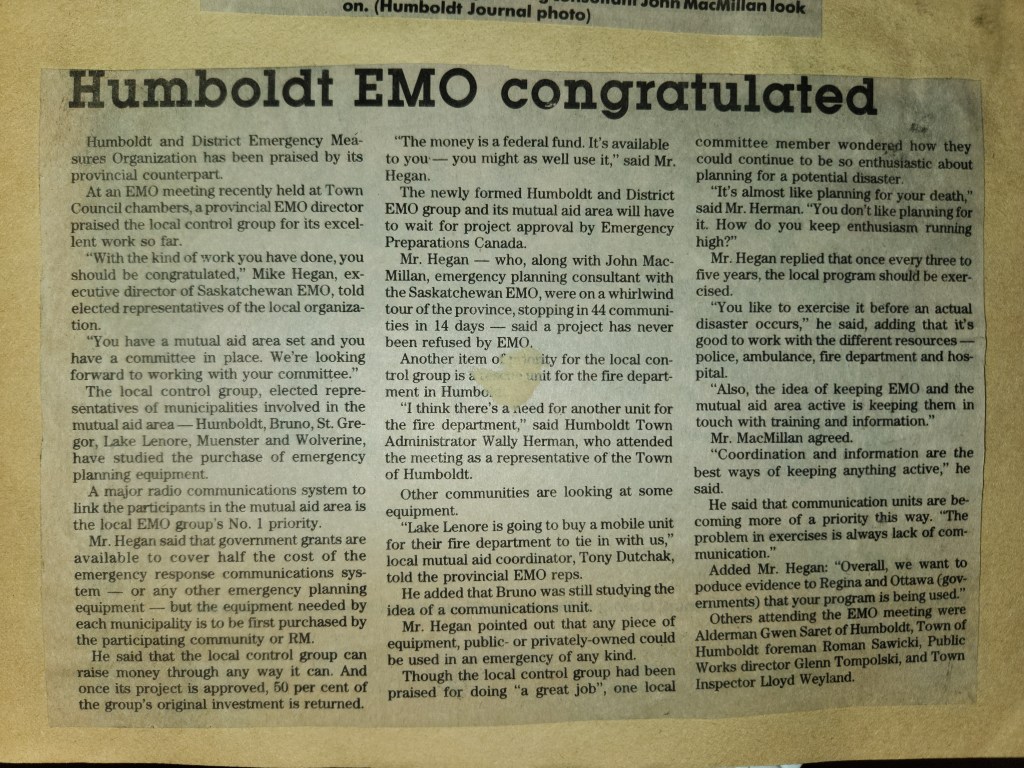 John MacMillan look
on. (Humboldt Journal photo)
Humboldt EMO congratulated
Humboldt and District Emergency Mea-
sures Organization has been praised by its
provincial counterpart.
At an EMO meeting recently held at Town
Council chambers, a provincial EMO director
praised the local control group for its excel-
lent work so far.
"With the kind of work you have done, you
should be congratulated," Mike Hegan, ex-
executive director of Saskatchewan EMO, told
elected representatives of the local organiza-
tion.
"You have a mutual aid area set and you
have a committee in place. We're looking
forward to working with your committee."
The local control group, elected repre-
sentatives of municipalities involved in the
mutual aid area — Humboldt, Bruno, St. Gre-
gor, Lake Lenore, Muenster and Wolverine,
have studied the purchase of emergency
planning equipment.
A major radio communications system to
link the participants in the mutual aid area is
the local EMO group's No. 1 priority.
Mr. Hegan said that government grants are
available to cover half the cost of the
emergency response communications sys-
tem — or any other emergency planning
equipment — but the equipment needed by
each municipality is to be first purchased by
the participating community or RM.
He said that the local control group can
raise money through any way it can. And
once its project is approved, 50 per cent of
the group's original investment is returned.
"The money is a federal fund. It's available
to you — you might as well use it," said Mr.
Hegan.
The newly formed Humboldt and District
EMO group and its mutual aid area will have
to wait for project approval by Emergency
Preparations Canada.
Mr. Hegan — who, along with John Mac-
Millan, emergency planning consultant with
the Saskatchewan EMO, were on a whirlwind
tour of the province, stopping in 44 communi-
ties in 14 days — said a project has never
been refused by EMO.
Another item of for the local con-
trol group is a unit for the fire depart-
ment in
"I think there's a need for another unit for
the fire department," said Humboldt Town
Administrator Wally Herman, who attended
the meeting as a representative of the Town
of Humboldt.
Other communities are looking at some
equipment.
"Lake Lenore is going to buy a mobile unit
for their fire department to tie in with us,"
local mutual aid coordinator, Tony Dutchak,
told the provincial EMO reps.
He added that Bruno was still studying the
idea of a communications unit.
Mr. Hegan pointed out that any piece of
equipment, public- or privately-owned could
be used in an emergency of any kind.
Though the local control group had been
praised for doing "a great job", one local
committee member wondered how they
could continue to be so enthusiastic about
planning for a potential disaster.
"It's almost like planning for your death,"
said Mr. Herman. "You don't like planning for
it. How do you keep enthusiasm running
high?"
Mr. Hegan replied that once every three to
five years, the local program should be exer-
cised.
"You like to exercise it before an actual
disaster occurs," he said, adding that it's
good to work with the different resources —
police, ambulance, fire department and hos-
pital.
"Also, the idea of keeping EMO and the
mutual aid area active is keeping them in
touch with training and information."
Mr. MacMillan agreed.
"Coordination and information are the
best ways of keeping anything active," he
said.
He said that communication units are be-
coming more of a priority this way. "The
problem in exercises is always lack of com-
munication."
Added Mr. Hegan: "Overall, we want to
poduce evidence to Regina and Ottawa (gov-
ernments) that your program is being used."
Others attending the EMO meeting were
Alderman Gwen Saret of Humboldt, Town of
Humboldt foreman Roman Sawicki, Public
Works director Glenn Tompolski, and Town
Inspector Lloyd Weyland.